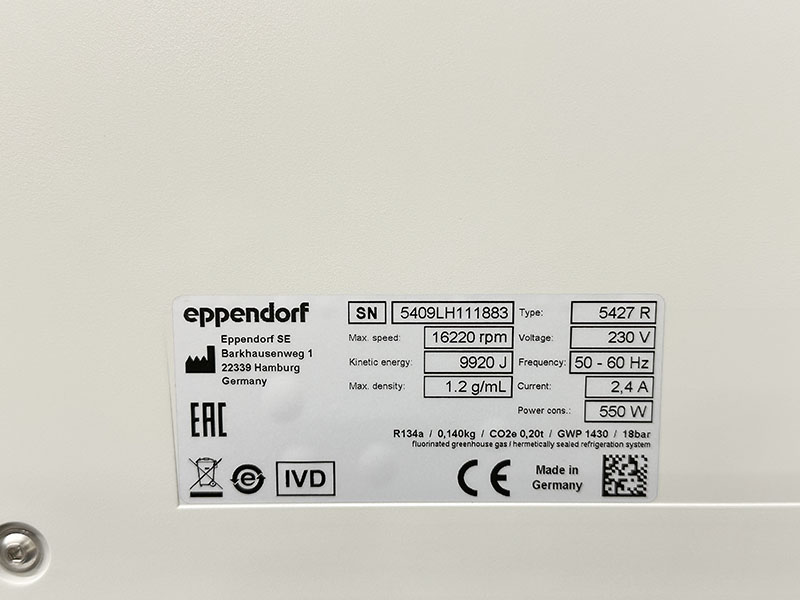 eppendorf
Eppendorf SE
Barkhausenweg 1
22339 Hamburg
Germany
SN 5409LH111883 Type: 5427 R
Max. speed: 16220 rpm Voltage: 230 V
Kinetic energy: 9920 J Frequency: 50 - 60 Hz
Max. density: 1.2 g/mL Current: 2,4 A
Power cons.: 550 W
EAC
R134a / 0,140kg / CO2e 0,20t / GWP 1430 / 18bar
fluorinated greenhouse gas / hermetically sealed refrigeration system
e IVD CE Made in
Germany